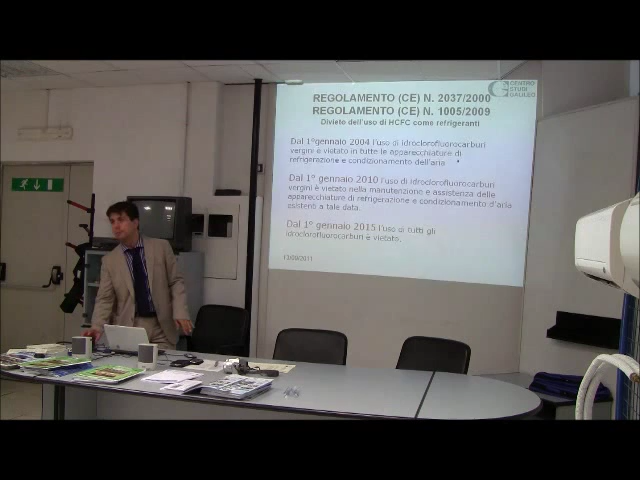 CENTRO
STUDI
GALILEO
REGOLAMENTO (CE) N. 2037/2000
REGOLAMENTO (CE) N. 1005/2009
Divieto dell'uso di HCFC come refrigeranti
Dal 1° gennaio 2004 l'uso di idroclorofluorocarburi
vergini è vietato in tutte le apparecchiature di
refrigerazione e condizionamento dell'aria
Dal 1° gennaio 2010 l'uso di idroclorofluorocarburi
vergini è vietato nella manutenzione e assistenza delle
apparecchiature di refrigerazione e condizionamento d'aria
esistenti a tale data.
Dal 1° gennaio 2015 l'uso di tutti gli
idroclorofluorocarburi è vietato.
13/09/2011